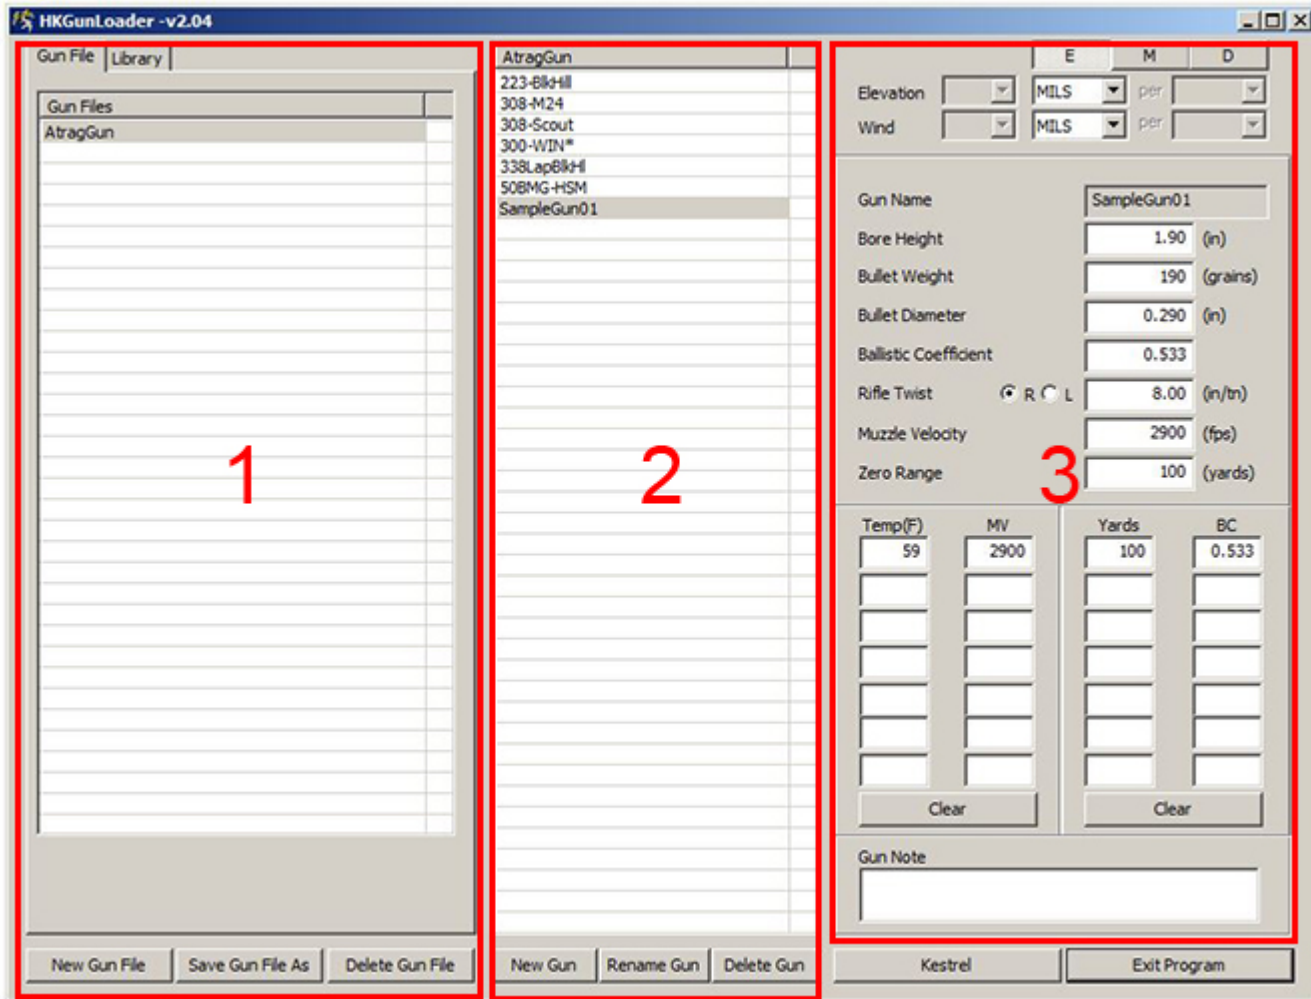 HKGunLoader -v2.04
Gun File Library
Gun Files
AtragGun
1
New Gun File Save Gun File As Delete Gun File
AtragGun
223-BlkHill
308-M24
308-Scout
300-WIN*
338LapBlkHl
50BMG-HSM
SampleGun01
2
New Gun Rename Gun Delete Gun
E M D
Elevation MILS per
Wind MILS per
Gun Name SampleGun01
Bore Height 1.90 (in)
Bullet Weight 190 (grains)
Bullet Diameter 0.290 (in)
Ballistic Coefficient 0.533
Rifle Twist R L 8.00 (in/tn)
Muzzle Velocity 2900 (fps)
Zero Range 100 (yards)
3
Temp(F) MV Yards BC
59 2900 100 0.533
Clear Clear
Gun Note
Kestrel Exit Program